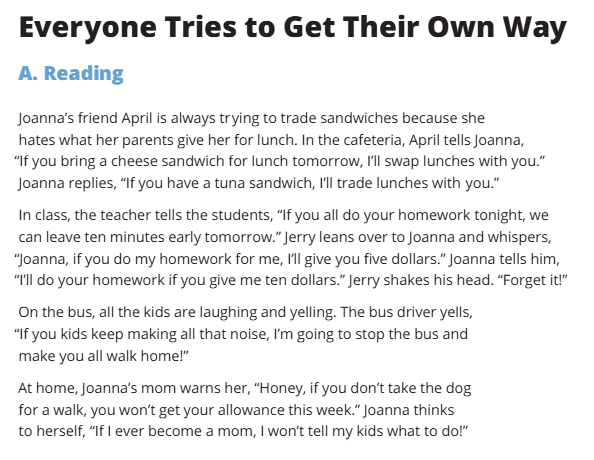 Everyone Tries to Get Their Own Way
A. Reading
Joanna’s friend April is always trying to trade sandwiches because she
hates what her parents give her for lunch. In the cafeteria, April tells Joanna,
“If you bring a cheese sandwich for lunch tomorrow, I’ll swap lunches with you.”
Joanna replies, “If you have a tuna sandwich, I’ll trade lunches with you.”
In class, the teacher tells the students, “If you all do your homework tonight, we
can leave ten minutes early tomorrow.” Jerry leans over to Joanna and whispers,
“Joanna, if you do my homework for me, I’ll give you five dollars.” Joanna tells him,
“I’ll do your homework if you give me ten dollars.” Jerry shakes his head. “Forget it!”
On the bus, all the kids are laughing and yelling. The bus driver yells,
“If you kids keep making all that noise, I’m going to stop the bus and
make you all walk home!”
At home, Joanna’s mom warns her, “Honey, if you don’t take the dog
for a walk, you won’t get your allowance this week.” Joanna thinks
to herself, “If I ever become a mom, I won’t tell my kids what to do!”